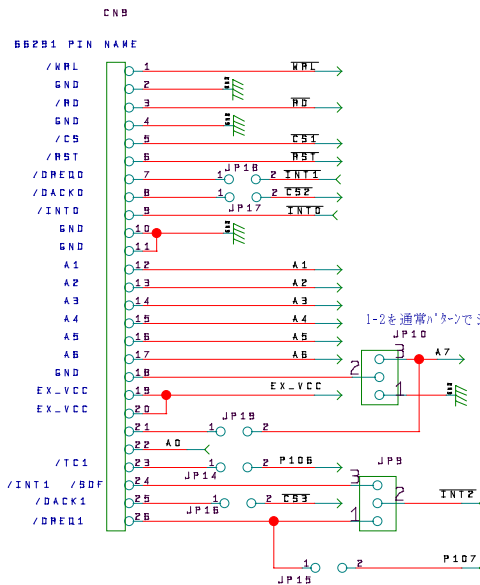 CN9
66291 PIN NAME
/WRL 1 WRL
GND 2
/RD 3 RD
GND 4
/CS 5 CS1
/RST 6 RST
/DREQ0 7 1 JP18 2 INT1
/DACK0 8 1 JP17 2 CS2
/INT0 9 INT0
GND 10
GND 11
A1 12 A1
A2 13 A2
A3 14 A3
A4 15 A4
A5 16 A5
A6 17 A6
1-2を通常パターンで
JP10
3 A7
GND 18 2
EX_VCC 19 EX_VCC 1
EX_VCC 20
21 1 JP19 2
22 A0
/TC1 23 1 JP14 2 P106
JP9
/INT1 /SOF 24 3
/DACK1 25 1 JP16 2 CS3 2 INT2
/DREQ1 26 1
1 JP15 2 P107